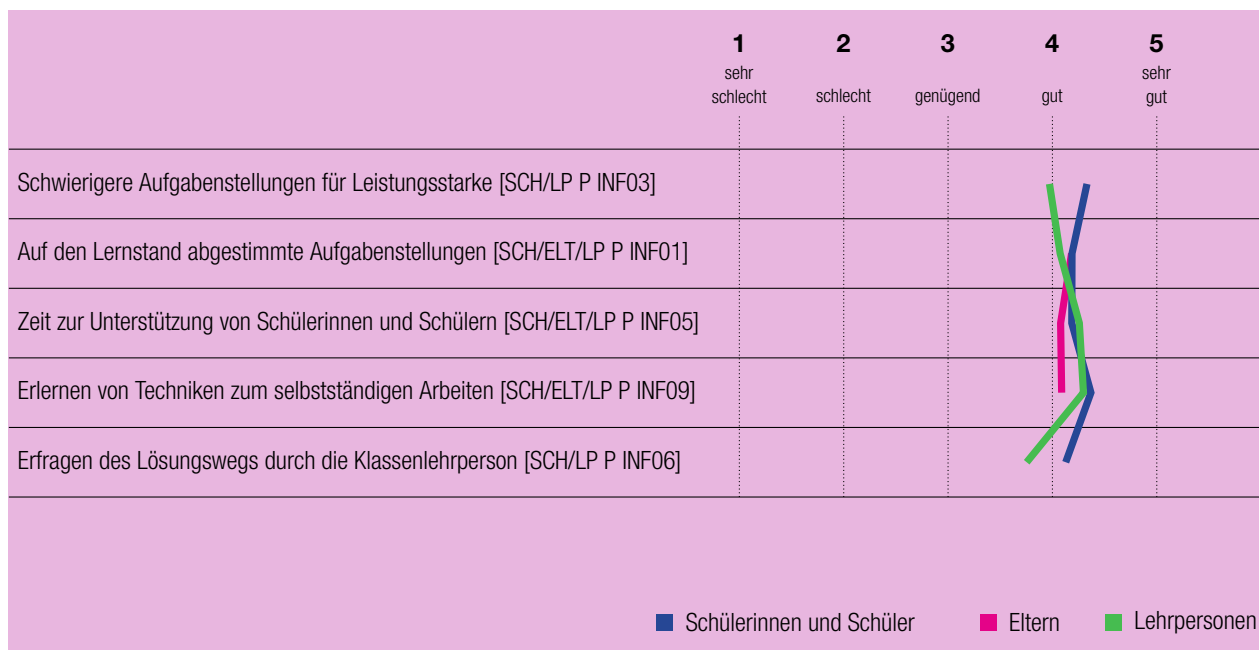 1 2 3 4 5
sehr schlecht schlecht genügend gut sehr gut
Schwierigere Aufgabenstellungen für Leistungsstarke [SCH/LP P INF03]
Auf den Lernstand abgestimmte Aufgabenstellungen [SCH/ELT/LP P INF01]
Zeit zur Unterstützung von Schülerinnen und Schülern [SCH/ELT/LP P INF05]
Erlernen von Techniken zum selbstständigen Arbeiten [SCH/ELT/LP P INF09]
Erfragen des Lösungswegs durch die Klassenlehrperson [SCH/LP P INF06]
Schülerinnen und Schüler Eltern Lehrpersonen